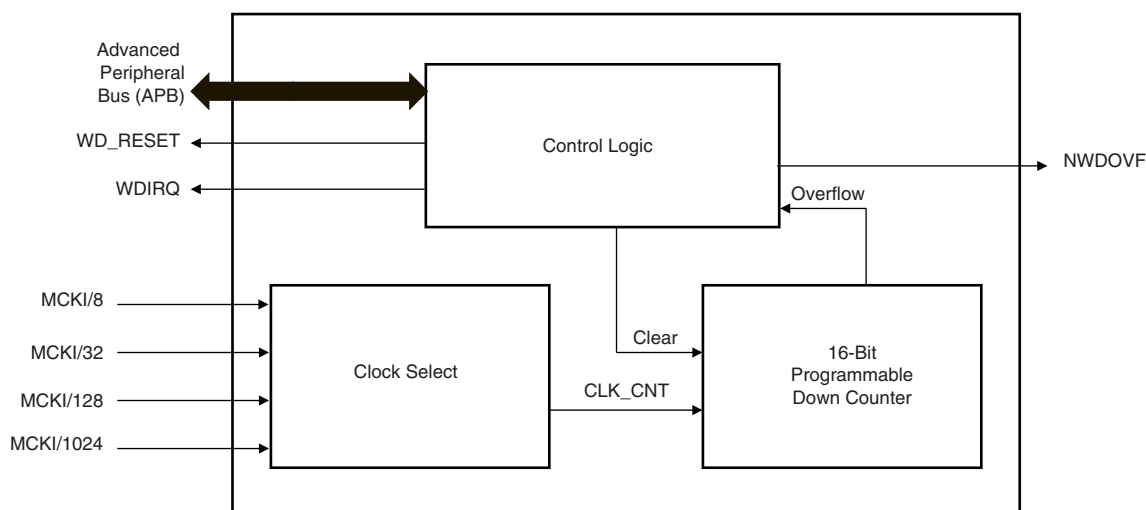 Advanced
Peripheral
Bus (APB)
WD_RESET
WDIRQ
Control Logic
NWDOVF
Overflow
MCKI/8
MCKI/32
MCKI/128
MCKI/1024
Clock Select
Clear
CLK_CNT
16-Bit
Programmable
Down Counter